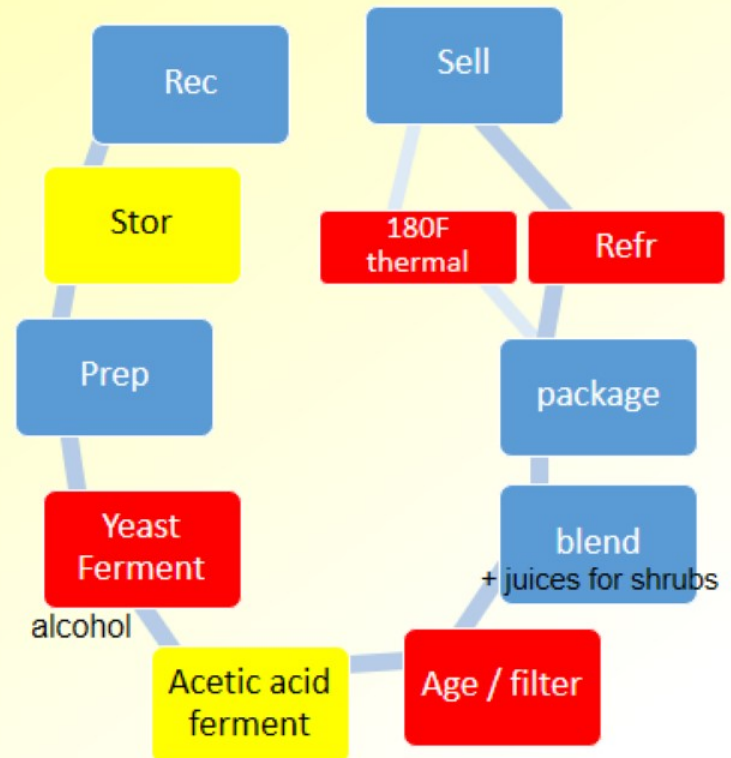 Rec
Stor
Prep
Yeast
Ferment
alcohol
Acetic acid
ferment
Age / filter
blend
+ juices for shrubs
package
180F
thermal
Refr
Sell